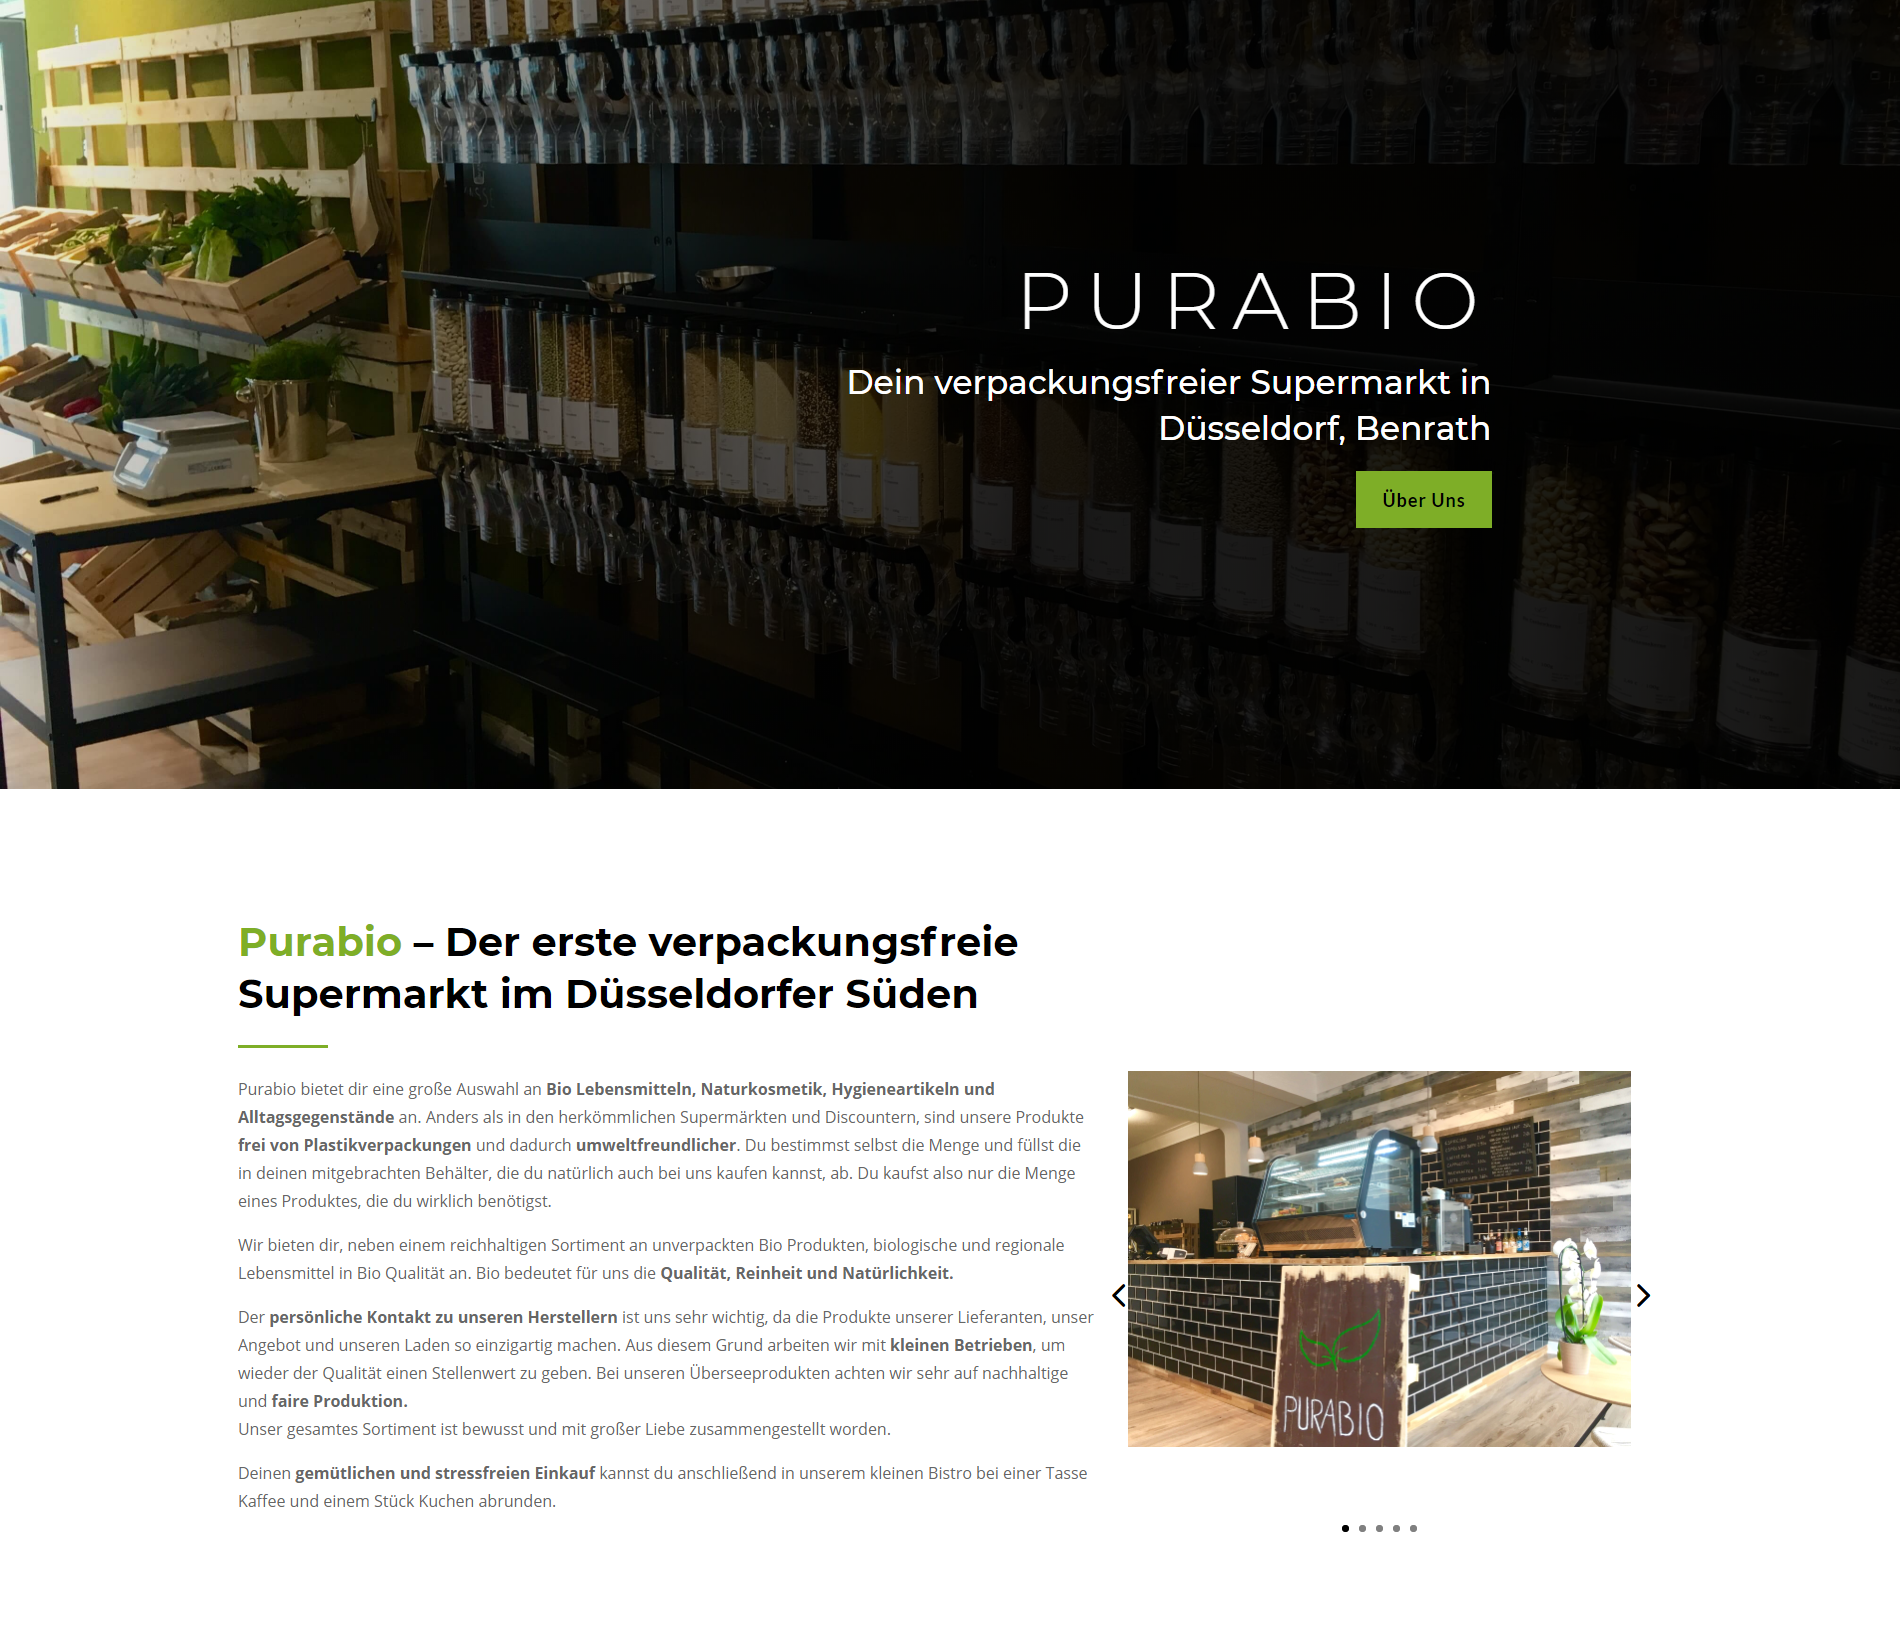 PURABIO
Dein verpackungsfreier Supermarkt in
Düsseldorf, Benrath
Über Uns
Purabio – Der erste verpackungsfreie
Supermarkt im Düsseldorfer Süden
Purabio bietet dir eine große Auswahl an Bio Lebensmitteln, Naturkosmetik, Hygieneartikeln und
Alltagsgegenstände an. Anders als in den herkömmlichen Supermärkten und Discountern, sind unsere Produkte
frei von Plastikverpackungen und dadurch umweltfreundlicher. Du bestimmst selbst die Menge und füllst die
in deinen mitgebrachten Behälter, die du natürlich auch bei uns kaufen kannst, ab. Du kaufst also nur die Menge
eines Produktes, die du wirklich benötigst.
Wir bieten dir, neben einem reichhaltigen Sortiment an unverpackten Bio Produkten, biologische und regionale
Lebensmittel in Bio Qualität an. Bio bedeutet für uns die Qualität, Reinheit und Natürlichkeit.
Der persönliche Kontakt zu unseren Herstellern ist uns sehr wichtig, da die Produkte unserer Lieferanten, unser
Angebot und unseren Laden so einzigartig machen. Aus diesem Grund arbeiten wir mit kleinen Betrieben, um
wieder der Qualität einen Stellenwert zu geben. Bei unseren Überseeprodukten achten wir sehr auf nachhaltige
und faire Produktion.
Unser gesamtes Sortiment ist bewusst und mit großer Liebe zusammengestellt worden.
Deinen gemütlichen und stressfreien Einkauf kannst du anschließend in unserem kleinen Bistro bei einer Tasse
Kaffee und einem Stück Kuchen abrunden.
PURABIO